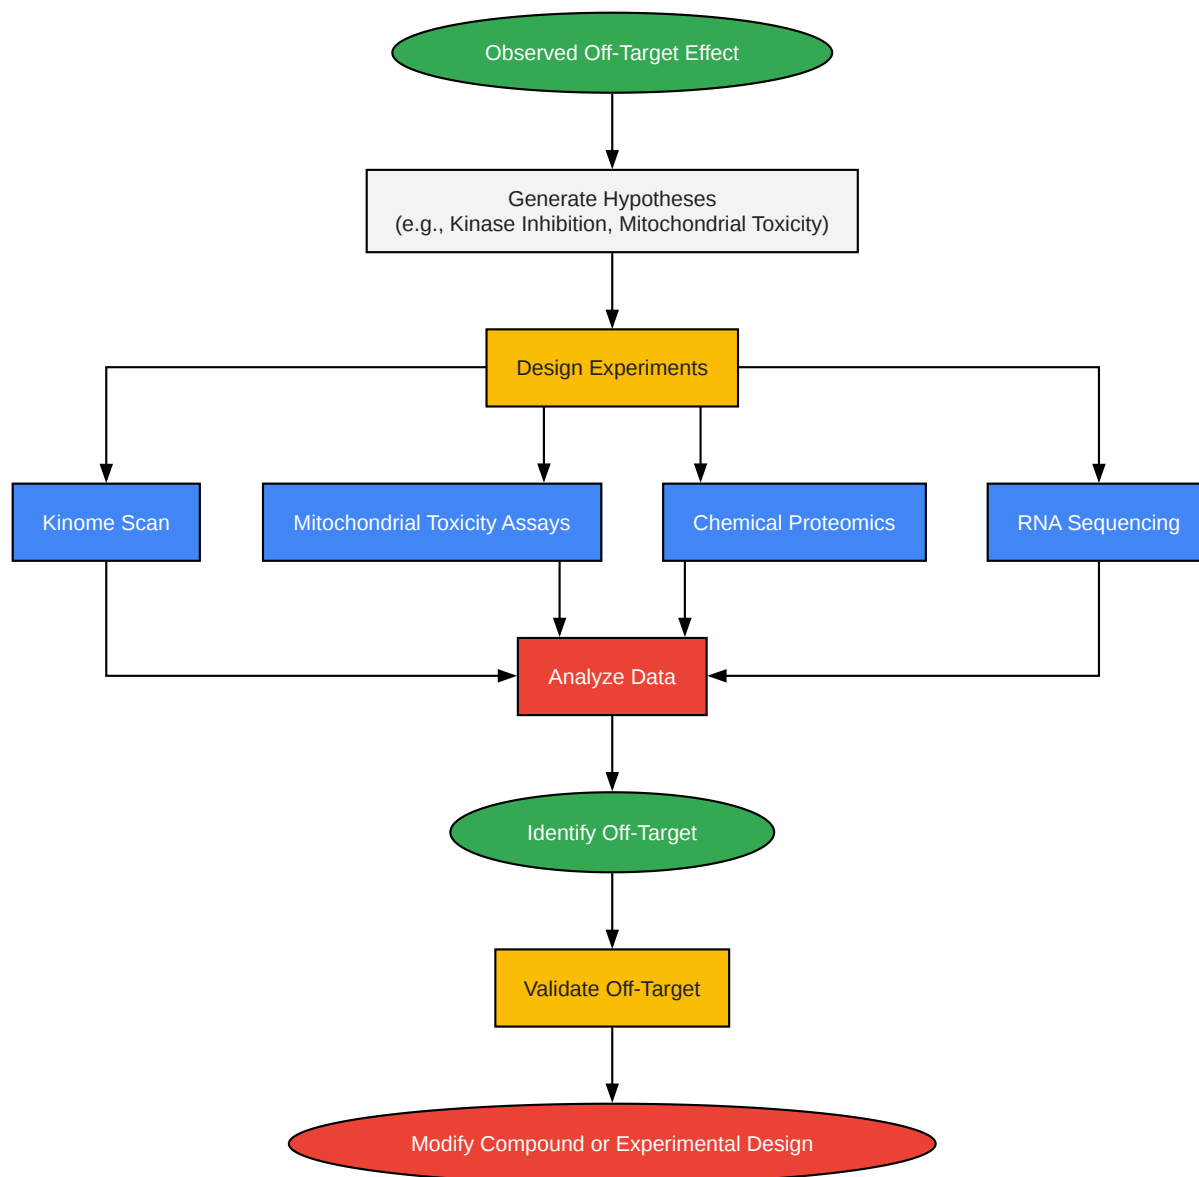 Observed Off-Target Effect
Generate Hypotheses
(e.g., Kinase Inhibition, Mitochondrial Toxicity)
Design Experiments
Kinome Scan
Mitochondrial Toxicity Assays
Chemical Proteomics
RNA Sequencing
Analyze Data
Identify Off-Target
Validate Off-Target
Modify Compound or Experimental Design